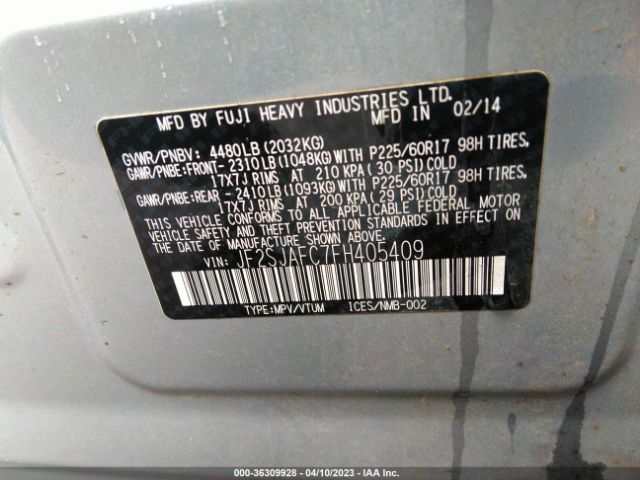 MFD BY FUJI HEAVY INDUSTRIES LTD.
MFD IN 02/14
GVWR/PNBV: 4480LB(2032KG)
GAWR/PNBE:FRONT- 2310LB(1048KG)WITH P225/60R17 98H TIRES,
17X7J RIMS AT 210 KPA( 30 PSI)COLD
GAWR/PNBE:REAR - 2410LB(1093KG)WITH P225/60R17 98H TIRES,
17X7J RIMS AT 200 KPA( 29 PSI)COLD
THIS VEHICLE CONFORMS TO ALL APPLICABLE FEDERAL MOTOR
VEHICLE SAFETY AND THEFT PREVENTION STANDARDS IN EFFECT ON
THE DATE OF MANUFACTURE SHOWN ABOVE.
VIN: JF2SJAFC7FH405409
TYPE:MPV/VTUM ICES/NMB-002
000-36309928 - 04/10/2023 - IAA Inc.